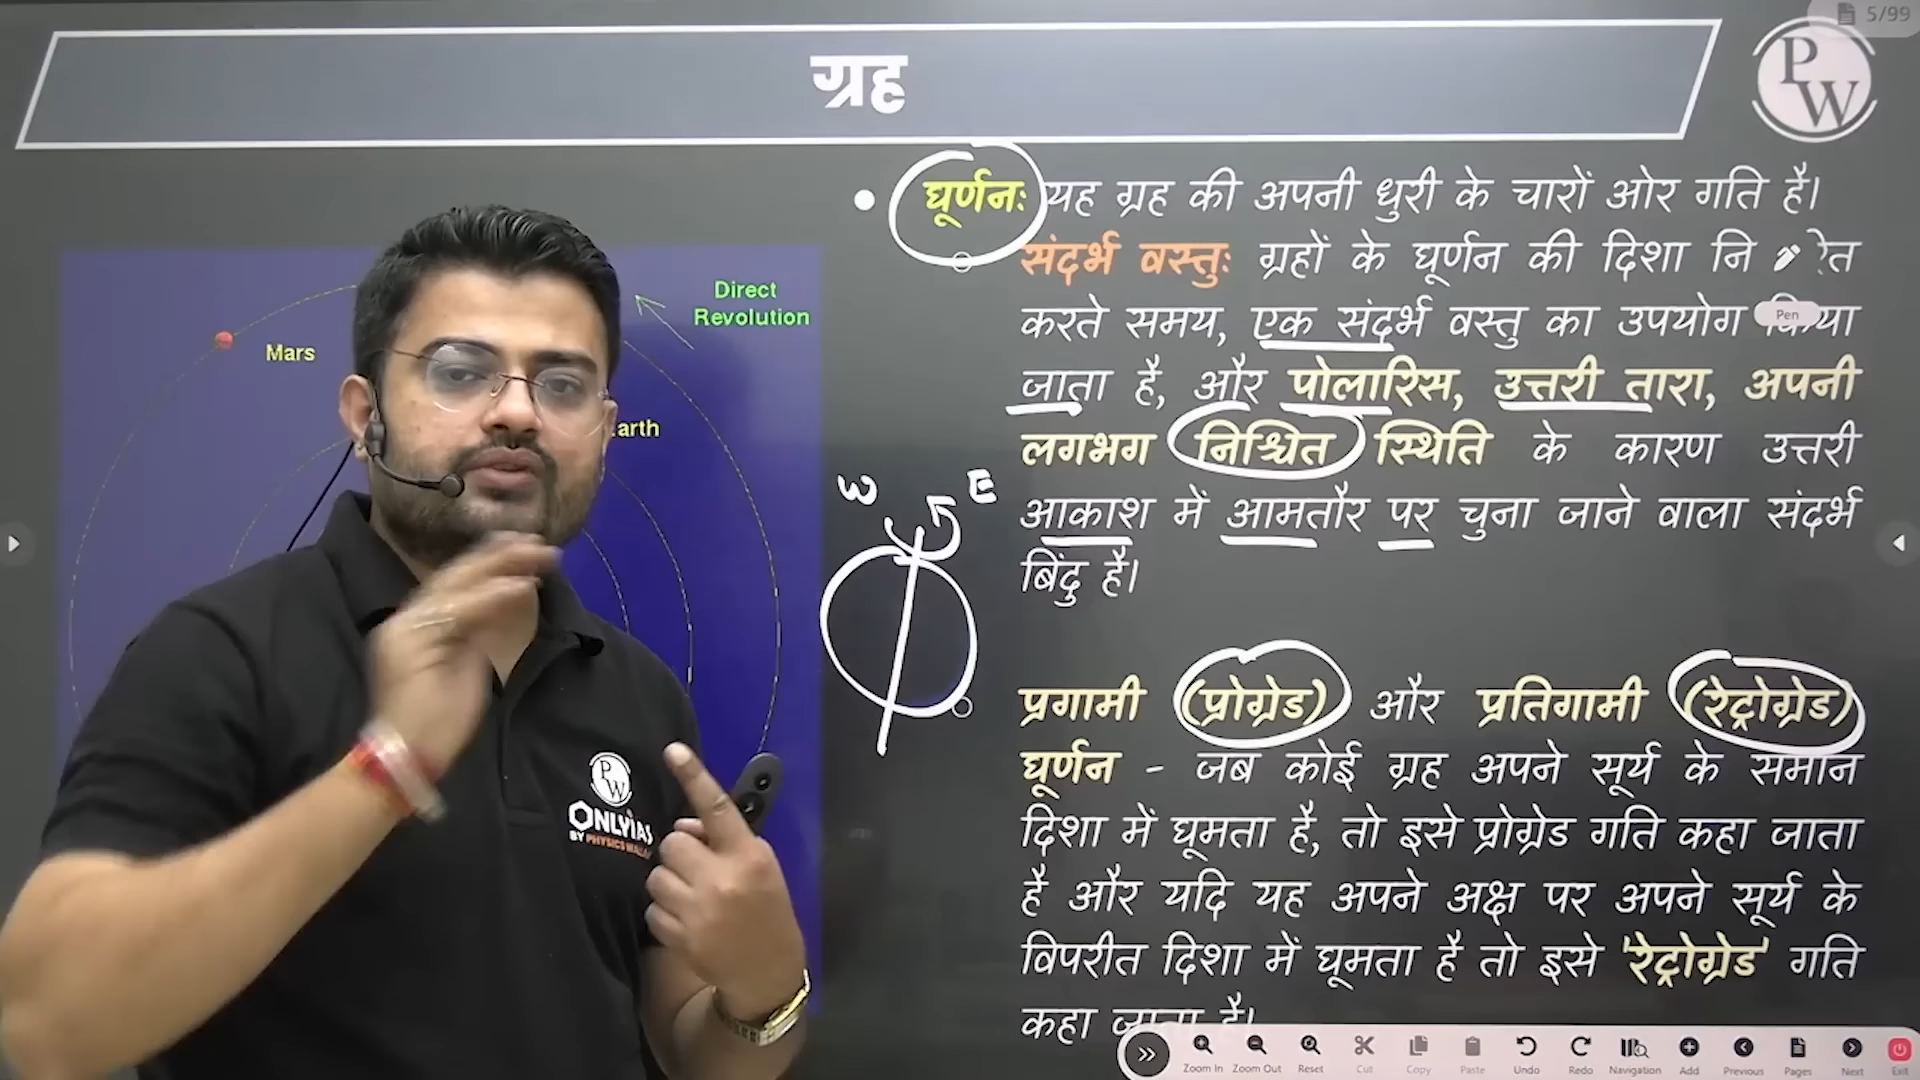 5/99
ग्रह
PW
घूर्णनः यह ग्रह की अपनी धुरी के चारों ओर गति है।
संदर्भ वस्तुः ग्रहों के घूर्णन की दिशा
करते समय, एक संदर्भ वस्तु का उपयोग किया
Pen
जाता है, और पोलारिस, उत्तरी तारा, अपनी
लगभग निश्चित स्थिति के कारण उत्तरी
आकाश में आमतौर पर चुना जाने वाला संदर्भ
बिंदु है।
Direct
Revolution
Mars
W E
प्रगामी (प्रोग्रेड) और प्रतिगामी (रेट्रोग्रेड)
घूर्णन - जब कोई ग्रह अपने सूर्य के समान
दिशा में घूमता है, तो इसे प्रोग्रेड गति कहा जाता
है और यदि यह अपने अक्ष पर अपने सूर्य के
विपरीत दिशा में घूमता है तो इसे 'रेट्रोग्रेड' गति
कहा जाता है।
PW
ONLYIAS
BY PHYSICS WALLAH
Zoom In Zoom Out Reset Cut Copy Paste Undo Redo Navigation Add Previous Pages Next Exit